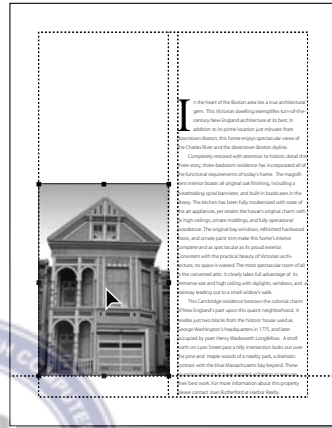 In the heart of the Boston area lies a true architectural
gem. This Victorian dwelling exemplifies turn-of-the-
century New England architecture at its best. In
addition to its prime location just minutes from
downtown Boston, this home enjoys spectacular views of
the Charles River and the downtown Boston skyline.
Completely restored with attention to historic detail this
three-story, three-bedroom residence has incorporated all of
the functional requirements of today's home. The magnifi-
cent interior boasts all original oak finishing, including a
breathtaking spiral bannister, and built-in bookcases in the
library. The kitchen has been fully modernized with state of
the art appliances, yet retains the house's original charm with
its high ceilings, ornate moldings, and fully operational
woodstove. The original bay windows, refinished hardwood
floors, and ornate paint trim make this home's interior
complete and as spectacular as its proud exterior.
Consistent with the practical beauty of Victorian archi-
tecture, no space is wasted. The most spectacular room of all
is the converted attic. It clearly takes full advantage of its
immense size and high ceiling with skylights, windows, and a
stairway leading out to a small widow's walk.
This Cambridge residence bestows the colonial charm
of New England's past upon this quaint neighborhood. It
resides just two blocks from the historic house used as
George Washington's headquarters in 1775, and later
occupied by poet Henry Wadsworth Longfellow. A stroll
north on Lyon Street past a hilly intersection looks out over
the pine and maple woods of a nearby park, a dramatic
contrast with the blue Massachusetts bay beyond. These
their best work. For more information about this property
please contact Joan Rutherford at Harbor Realty.